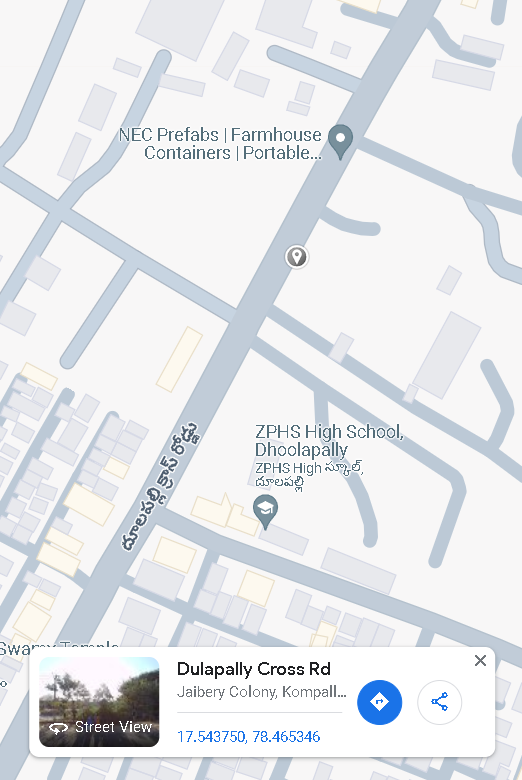 NEC Prefabs | Farmhouse
Containers | Portable...
ZPHS High School,
Dhoolapally
ZPHS High స్కూల్,
దూలపల్లి
దూలపల్లి క్రాస్ రోడ్డు
Swamy Temple
Street View
Dulapally Cross Rd
Jaibery Colony, Kompall...
17.543750, 78.465346